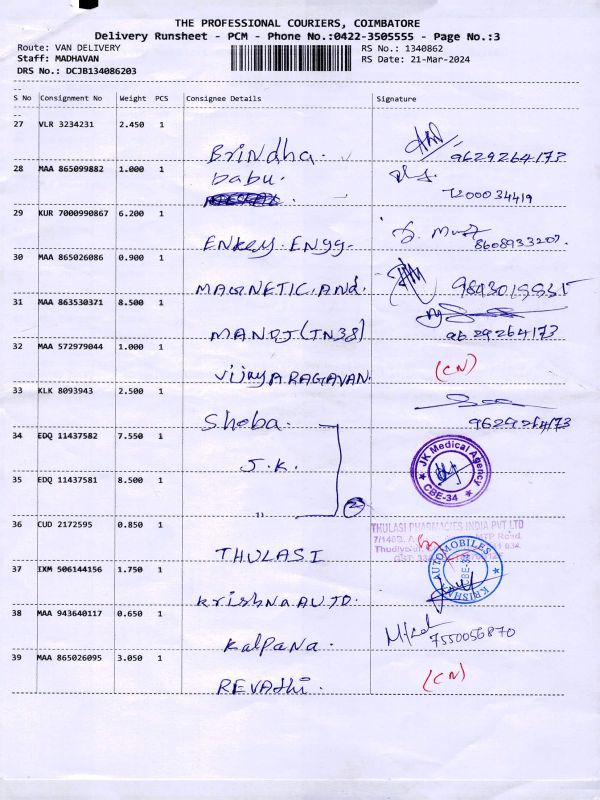 THE PROFESSIONAL COURIERS, COIMBATORE
Delivery Runsheet - PCM - Phone No.:0422-3505555 - Page No.:3
Route: VAN DELIVERY
RS No.: 1340862
Staff: MADHAVAN
RS Date: 21-Mar-2024
DRS No.: DCJB134086203
S No Consignment No Weight PCS Consignee Details Signature
27 VLR 3234231 2.450 1
Brindha. 9629264173
28 MAA 865099882 1.000 1
babu. 7200034419
29 KUR 7000990867 6.200 1
ENKEY. ENGG. 8608933207.
30 MAA 865026086 0.900 1
MAGNETIC. And.
31 MAA 863530371 8.500 1
MANOJ (TN38) 9629264173
32 MAA 572979044 1.000 1
VIJAYARAGAVAN. (CN)
33 KLK 8093943 2.500 1
Shoba. 9629264173
34 EDQ 11437582 7.550 1
J.K. JK Medical Agency
CBE-34
35 EDQ 11437581 8.500 1
,, 2
36 CUD 2172595 0.850 1
THULASI PHARMACIES INDIA PVT LTD
MTP Road,
THULASI
37 IXM 506144156 1.750 1
Krishna AUTO. KRISHNA AUTOMOBILES
38 MAA 943640117 0.650 1
Kalpana. 7550056870
39 MAA 865026095 3.050 1
REVAthi. (CN)